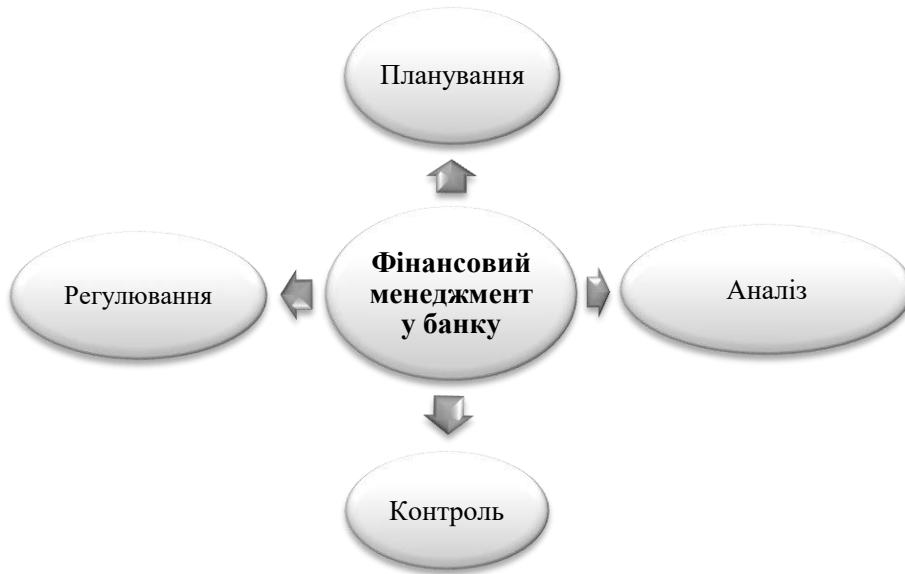 Планування
Фінансовий
менеджмент
у банку
Регулювання
Аналіз
Контроль